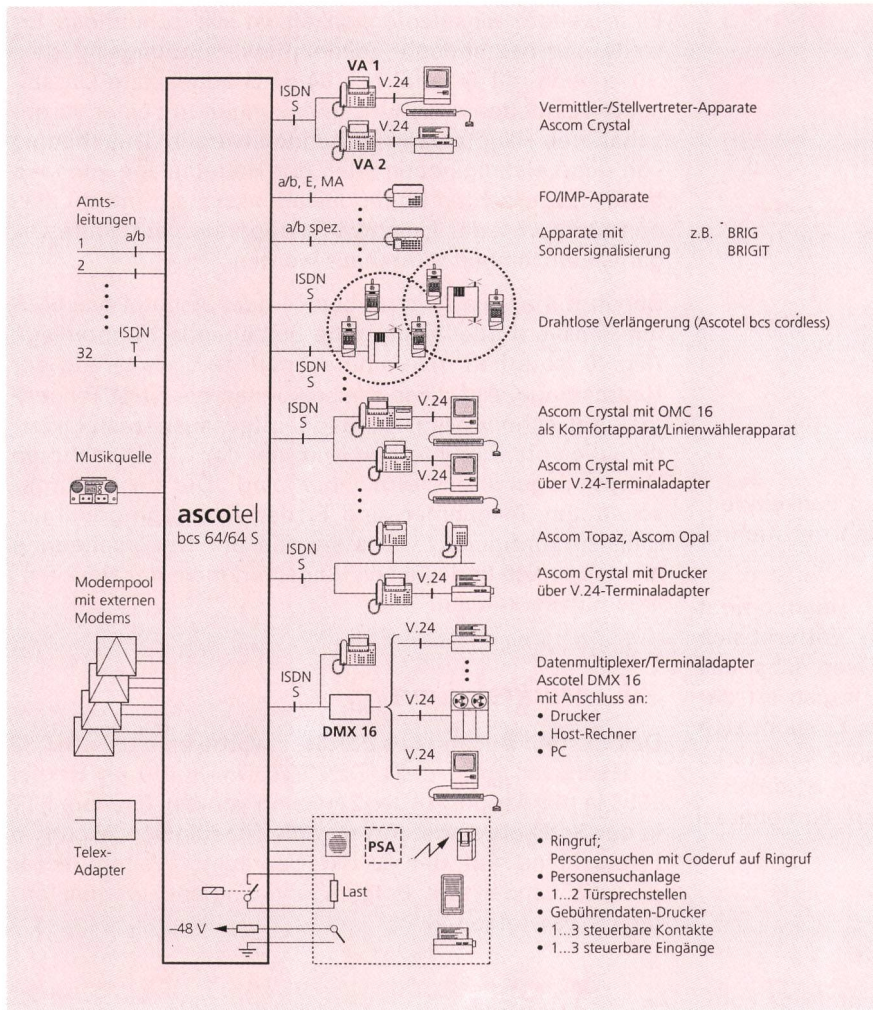 VA 1
ISDN
S
V.24
V.24
VA 2
Vermittler-/Stellvertreter-Apparate
Ascom Crystal
a/b, E, MA
FO/IMP-Apparate
Amts-
leitungen
1 a/b
2
32
ISDN
T
a/b spez.
Apparate mit z.B. BRIG
Sondersignalisierung BRIGIT
ISDN
S
Drahtlose Verlängerung (Ascotel bcs cordless)
ISDN
S
ISDN
S
V.24
Ascom Crystal mit OMC 16
als Komfortapparat/Linienwählerapparat
V.24
Ascom Crystal mit PC
über V.24-Terminaladapter
Musikquelle
ascotel
bcs 64/64 S
ISDN
S
Ascom Topaz, Ascom Opal
V.24
Ascom Crystal mit Drucker
über V.24-Terminaladapter
Modempool
mit externen
Modems
ISDN
S
DMX 16
V.24
V.24
V.24
Datenmultiplexer/Terminaladapter
Ascotel DMX 16
mit Anschluss an:
• Drucker
• Host-Rechner
• PC
Telex-
Adapter
PSA
Last
–48 V
• Ringruf;
Personensuchen mit Coderuf auf Ringruf
• Personensuchanlage
• 1...2 Türsprechstellen
• Gebührendaten-Drucker
• 1...3 steuerbare Kontakte
• 1...3 steuerbare Eingänge